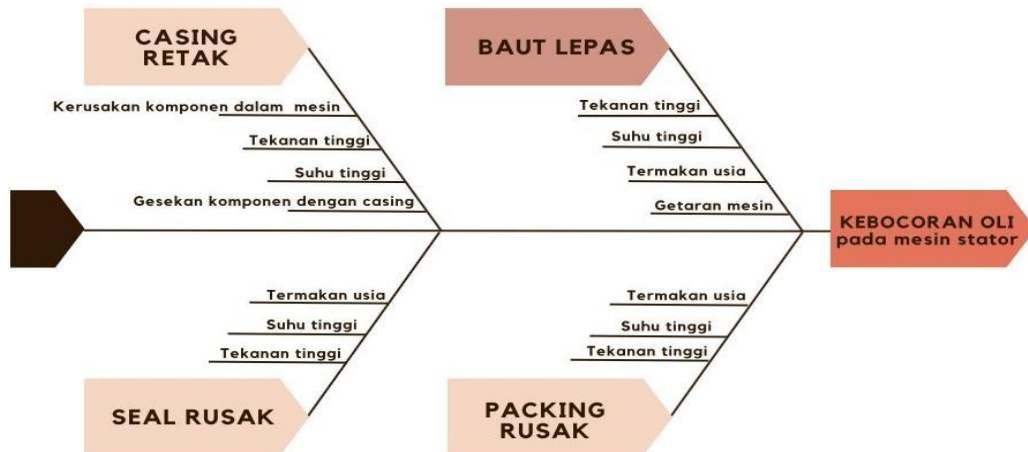 CASING
RETAK
Kerusakan komponen dalam mesin
Tekanan tinggi
Suhu tinggi
Gesekan komponen dengan casing
BAUT LEPAS
Tekanan tinggi
Suhu tinggi
Termakan usia
Getaran mesin
KEBOCORAN OLI
pada mesin stator
Termakan usia
Suhu tinggi
Tekanan tinggi
SEAL RUSAK
Termakan usia
Suhu tinggi
Tekanan tinggi
PACKING
RUSAK